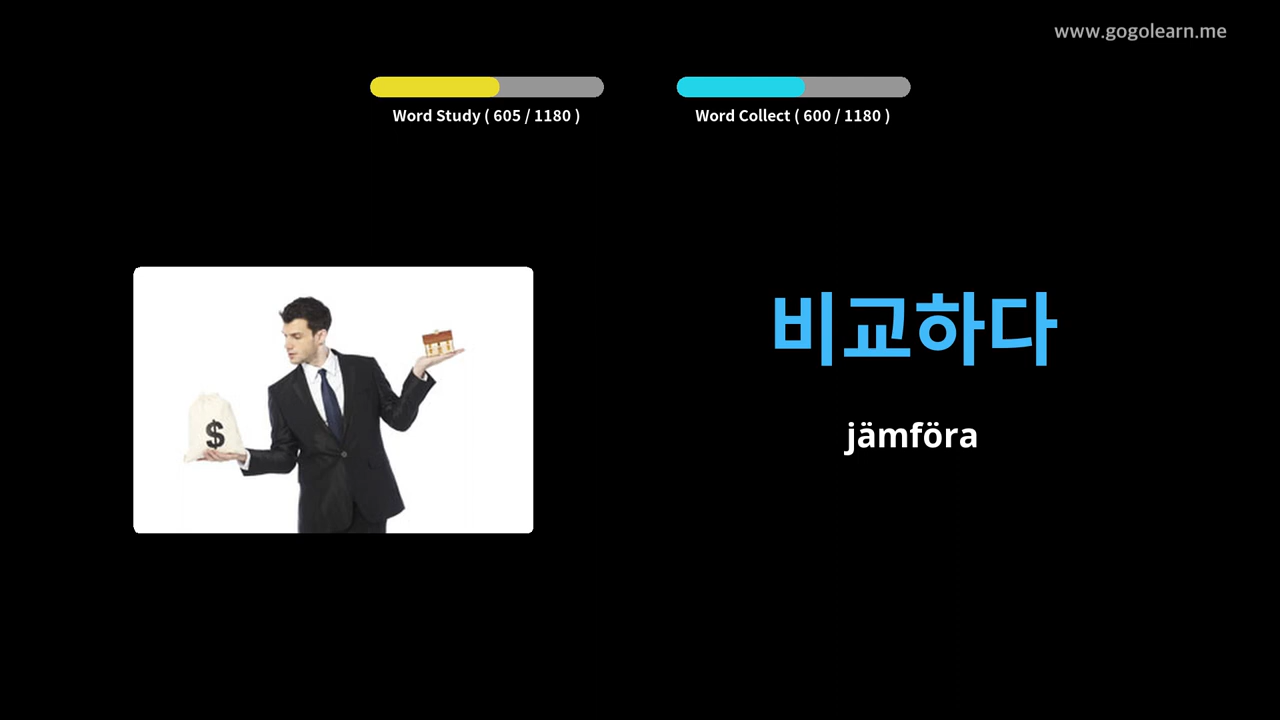 www.gogolearn.me
Word Study ( 605 / 1180 )
Word Collect ( 600 / 1180 )
비교하다
jämföra
$